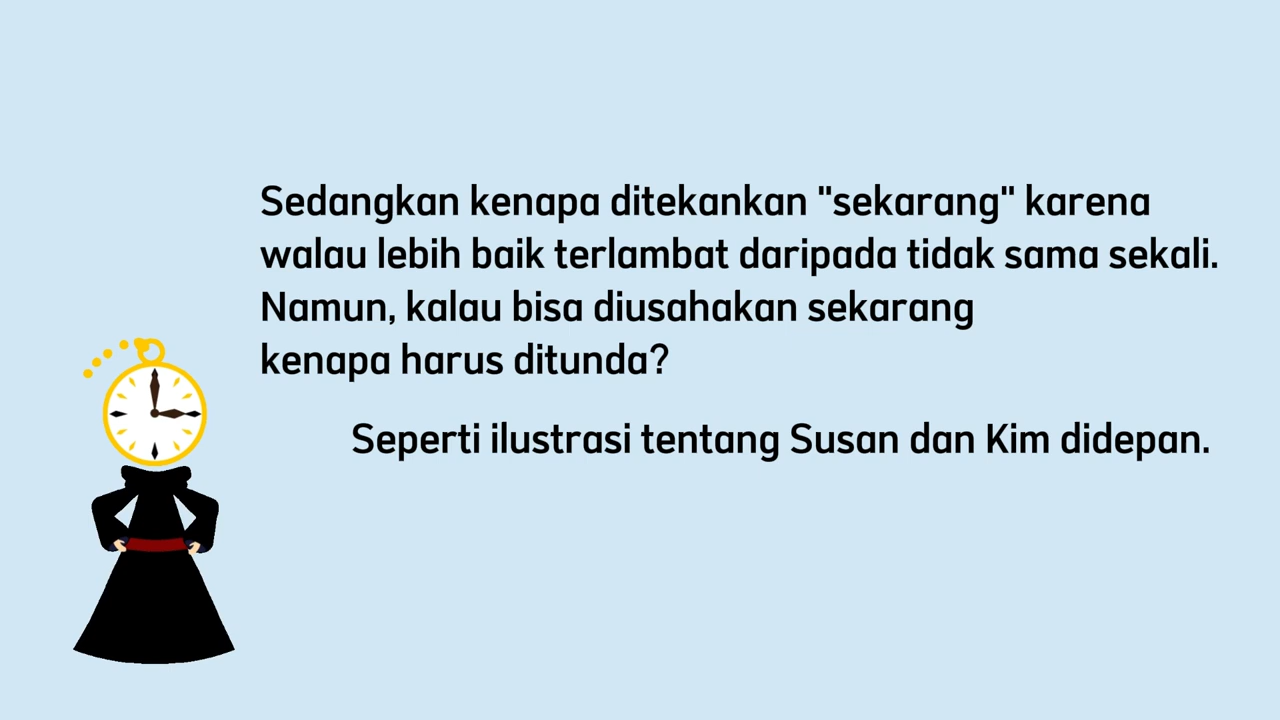 Sedangkan kenapa ditekankan "sekarang" karena
walau lebih baik terlambat daripada tidak sama sekali.
Namun, kalau bisa diusahakan sekarang
kenapa harus ditunda?
Seperti ilustrasi tentang Susan dan Kim didepan.